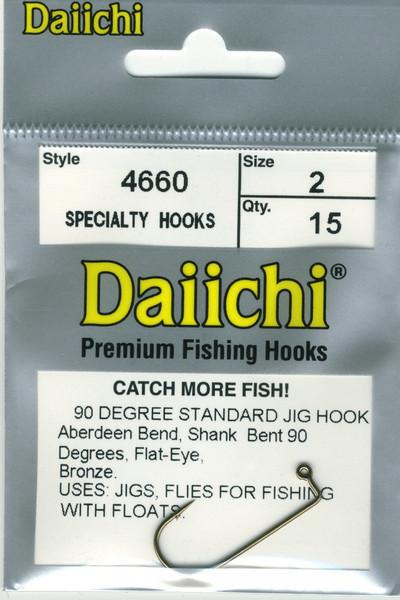 Daiichi
Style
4660
SPECIALTY HOOKS
Size
2
Qty.
15
Daiichi®
Premium Fishing Hooks
CATCH MORE FISH!
90 DEGREE STANDARD JIG HOOK
Aberdeen Bend, Shank Bent 90
Degrees, Flat-Eye,
Bronze.
USES: JIGS, FLIES FOR FISHING
WITH FLOATS.